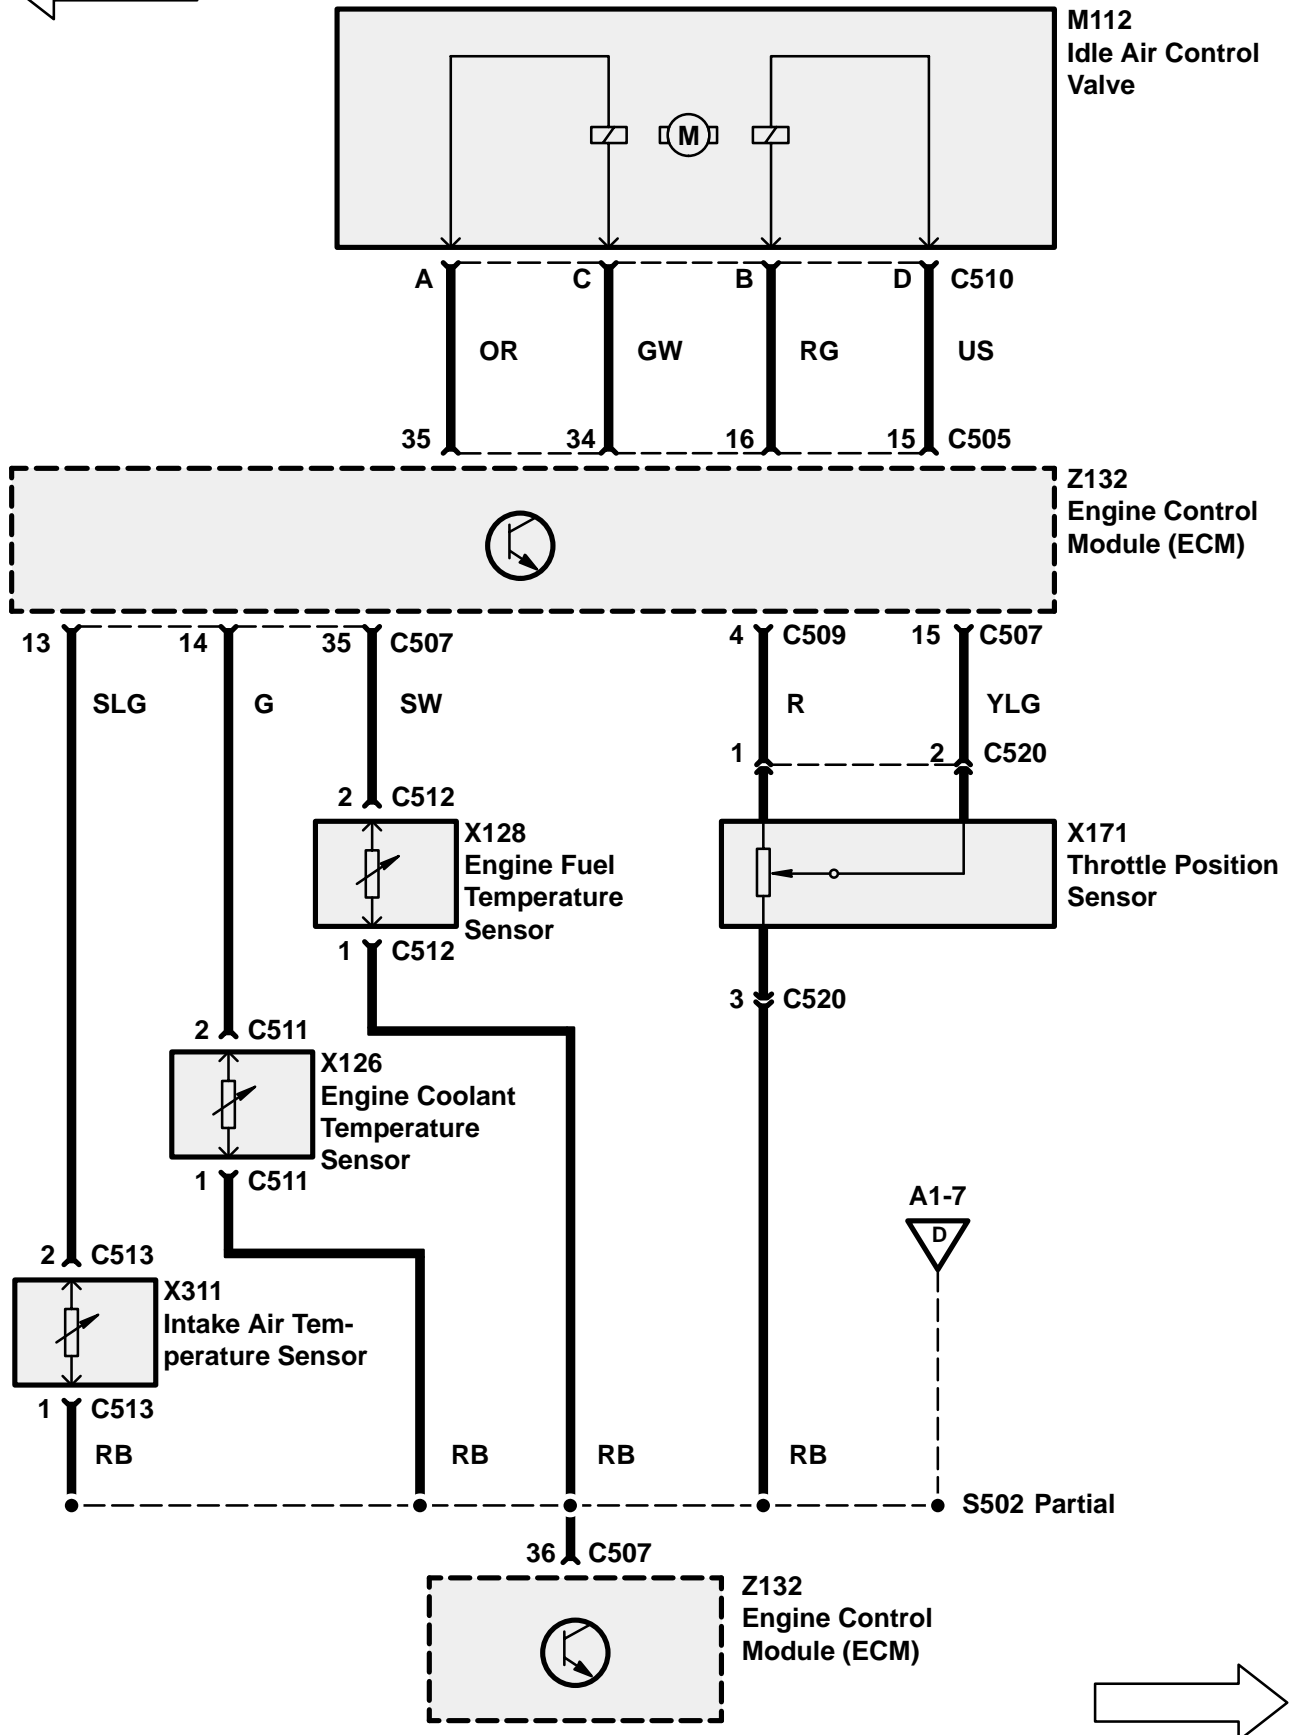 M112
Idle Air Control
Valve
M
A C B D C510
OR GW RG US
35 34 16 15 C505
Z132
Engine Control
Module (ECM)
13 14 35 C507 4 C509 15 C507
SLG G SW R YLG
1 2 C520
2 C512
X128
Engine Fuel
Temperature
Sensor
X171
Throttle Position
Sensor
1 C512
3 C520
2 C511
X126
Engine Coolant
Temperature
Sensor
1 C511
A1-7
D
2 C513
X311
Intake Air Tem-
perature Sensor
1 C513
RB RB RB RB
S502 Partial
36 C507
Z132
Engine Control
Module (ECM)